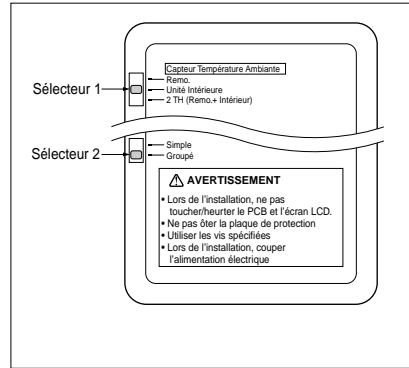 Capteur Température Ambiante
Sélecteur 1
Remo.
Unité Intérieure
2 TH (Remo.+ Intérieur)
Sélecteur 2
Simple
Groupé
AVERTISSEMENT
• Lors de l'installation, ne pas
toucher/heurter le PCB et l'écran LCD.
• Ne pas ôter la plaque de protection
• Utiliser les vis spécifiées
• Lors de l'installation, couper
l'alimentation électrique